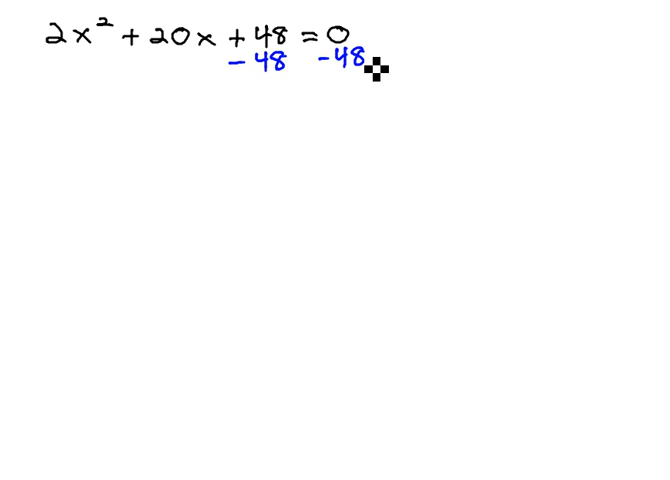 2x² + 20x + 48 = 0
- 48 -48